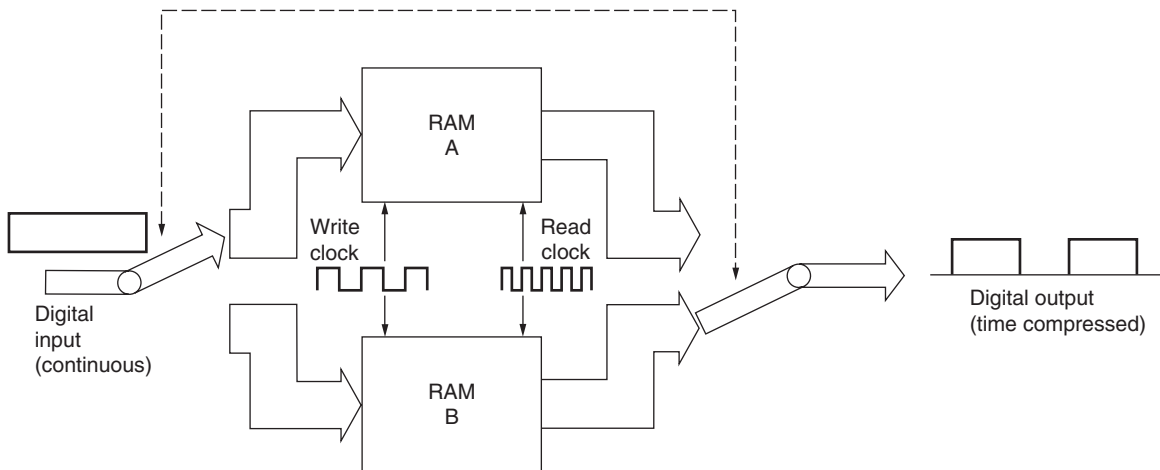 RAM
A
Write
clock
Read
clock
Digital
input
(continuous)
Digital output
(time compressed)
RAM
B